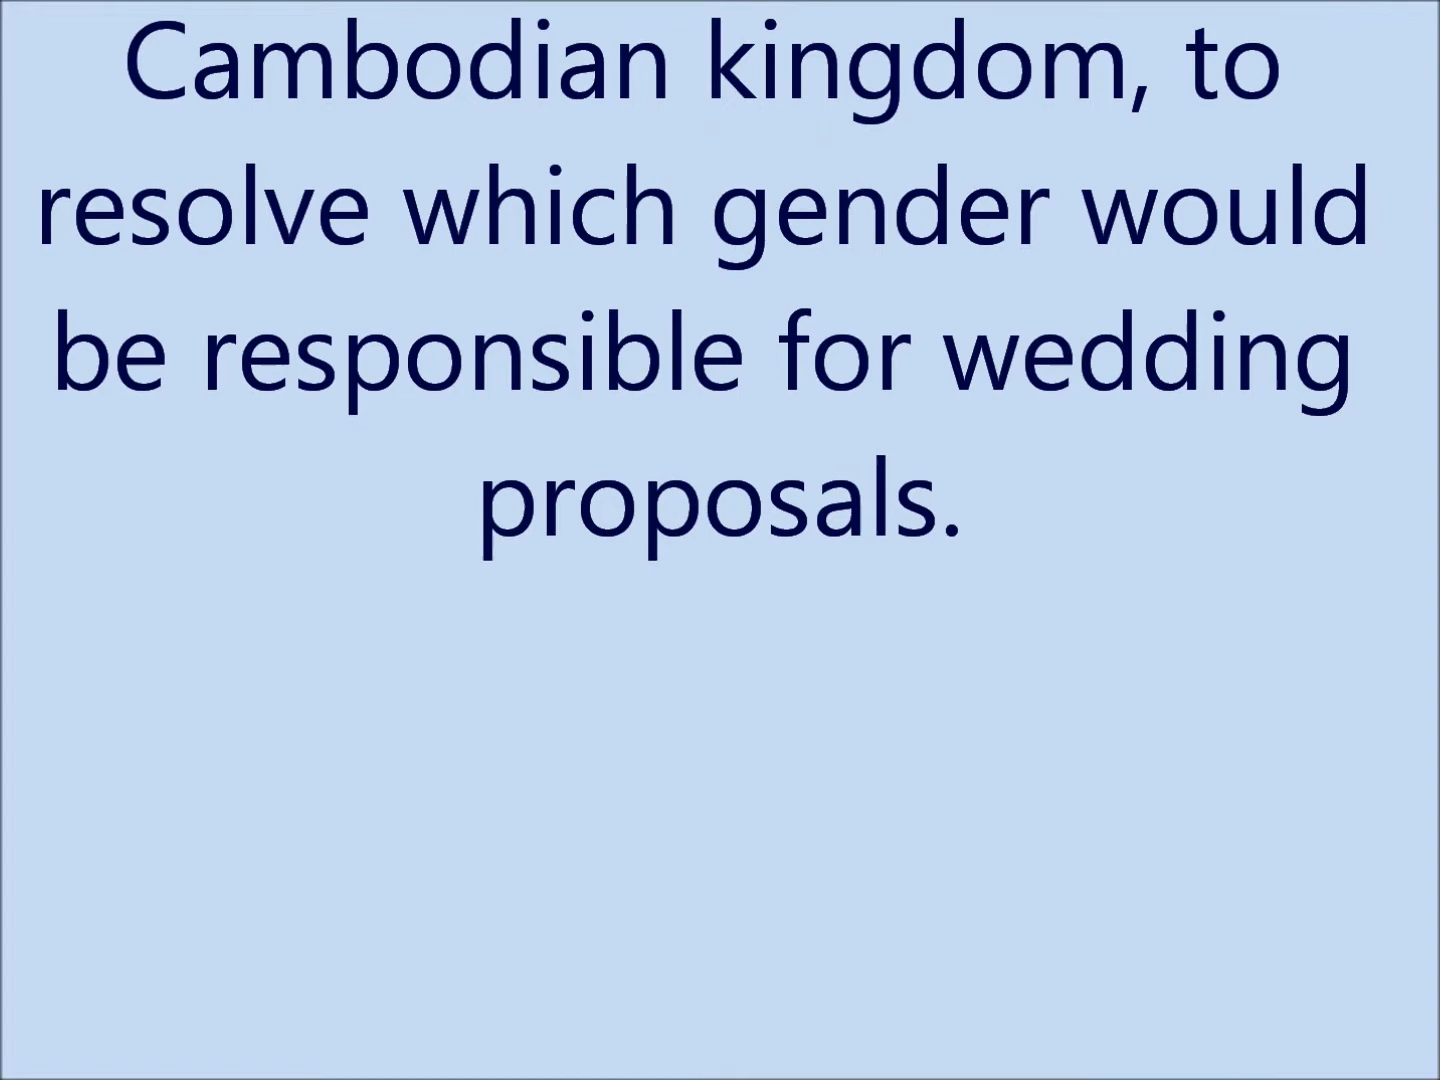 Cambodian kingdom, to
resolve which gender would
be responsible for wedding
proposals.